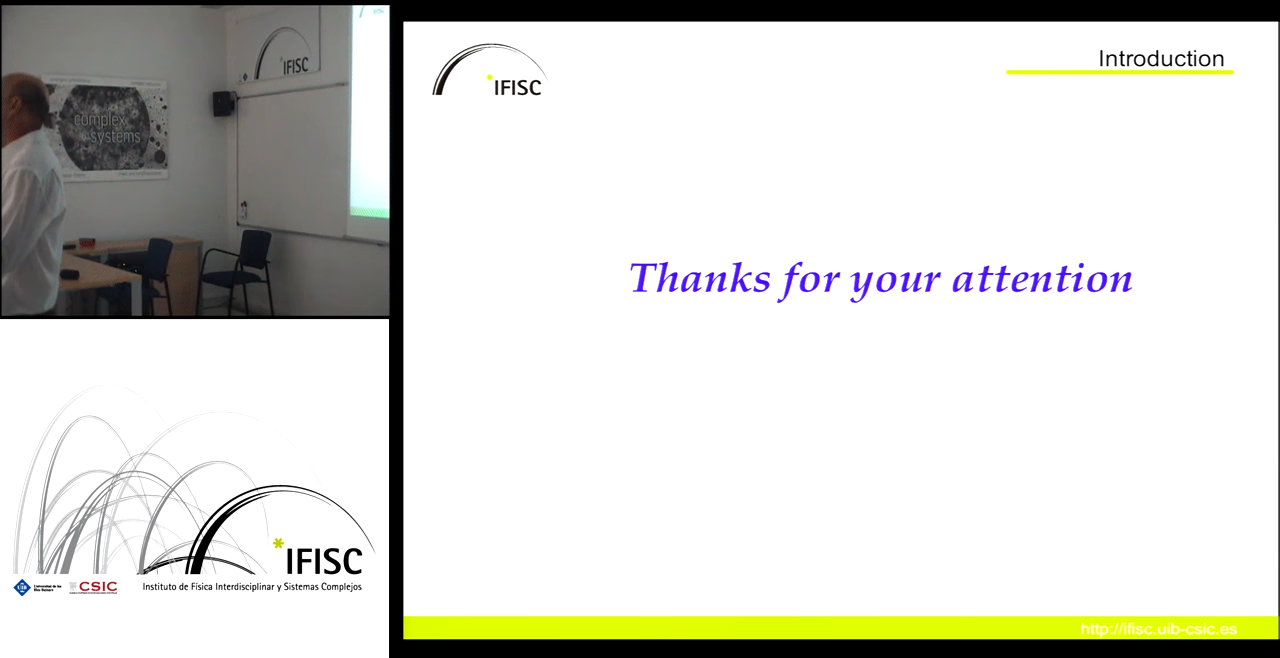 IFISC
complex
systems
IFISC
Introduction
Thanks for your attention
IFISC
UIB
CSIC
Instituto de Física Interdisciplinar y Sistemas Complejos
http://ifisc.uib-csic.es